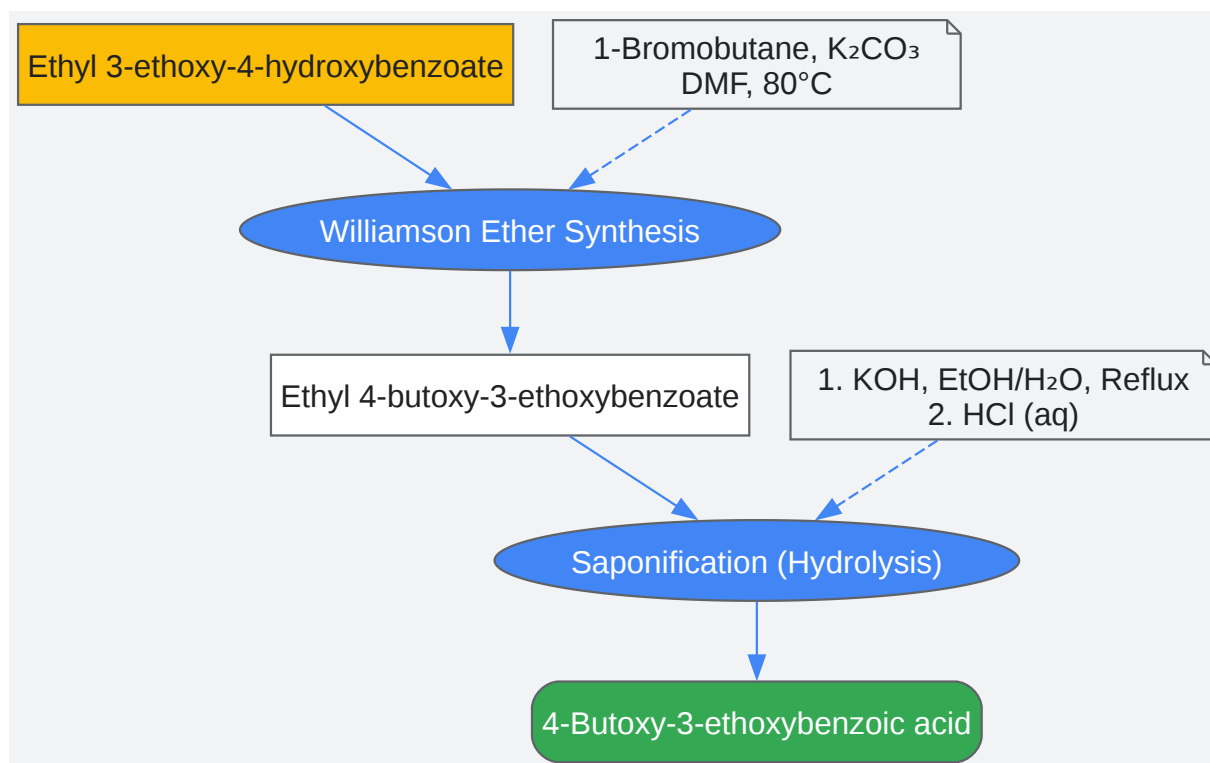 Ethyl 3-ethoxy-4-hydroxybenzoate
1-Bromobutane, K₂CO₃
DMF, 80°C
Williamson Ether Synthesis
Ethyl 4-butoxy-3-ethoxybenzoate
1. KOH, EtOH/H₂O, Reflux
2. HCl (aq)
Saponification (Hydrolysis)
4-Butoxy-3-ethoxybenzoic acid